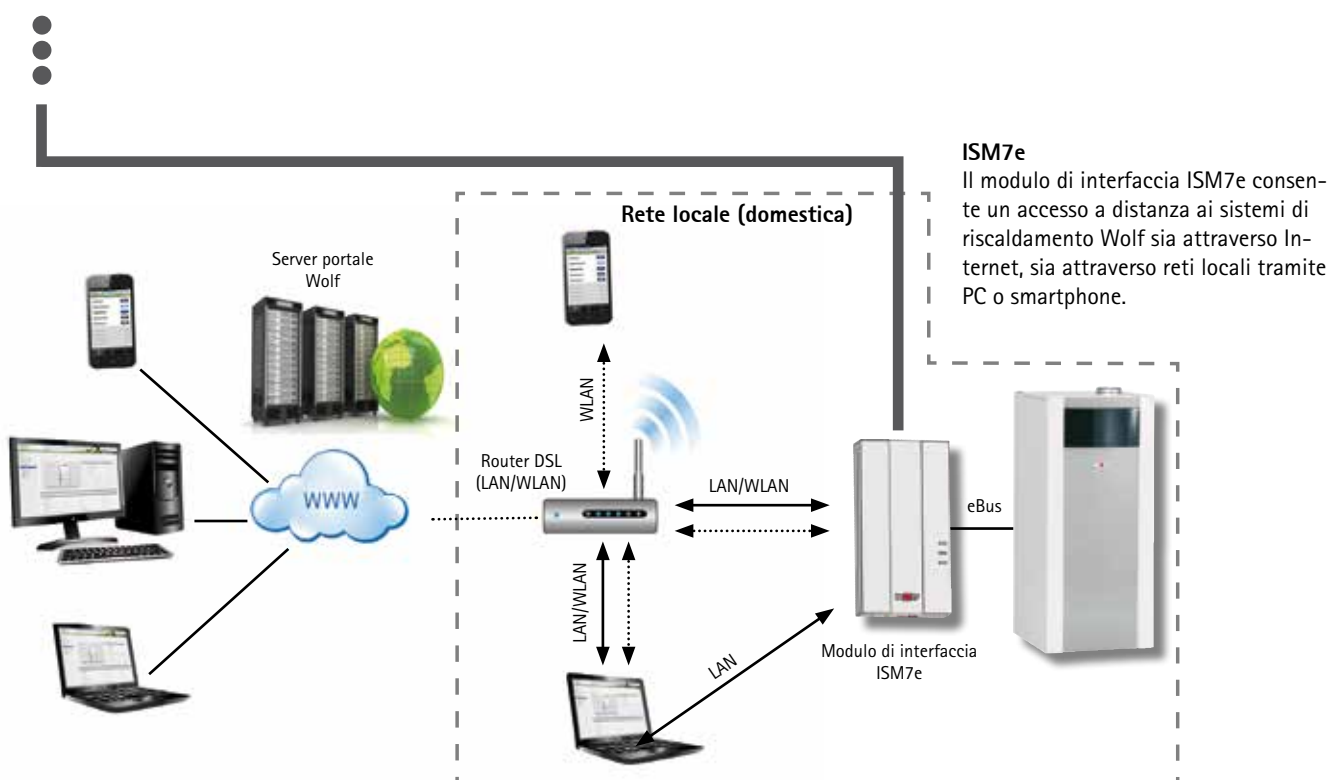 ISM7e
Il modulo di interfaccia ISM7e consen-
te un accesso a distanza ai sistemi di
riscaldamento Wolf sia attraverso In-
ternet, sia attraverso reti locali tramite
PC o smartphone.
Rete locale (domestica)
Server portale
Wolf
WLAN
Router DSL
(LAN/WLAN)
WWW
LAN/WLAN
eBus
LAN/WLAN
LAN
Modulo di interfaccia
ISM7e